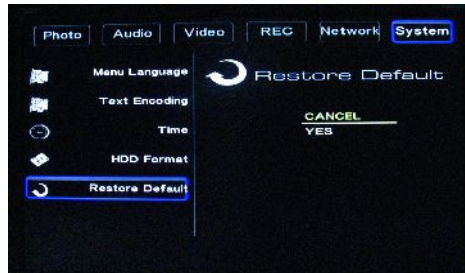 Photo Audio Video REC Network System
Menu Language
Text Encoding
Time
HDD Format
Restore Default
Restore Default
CANCEL
YES